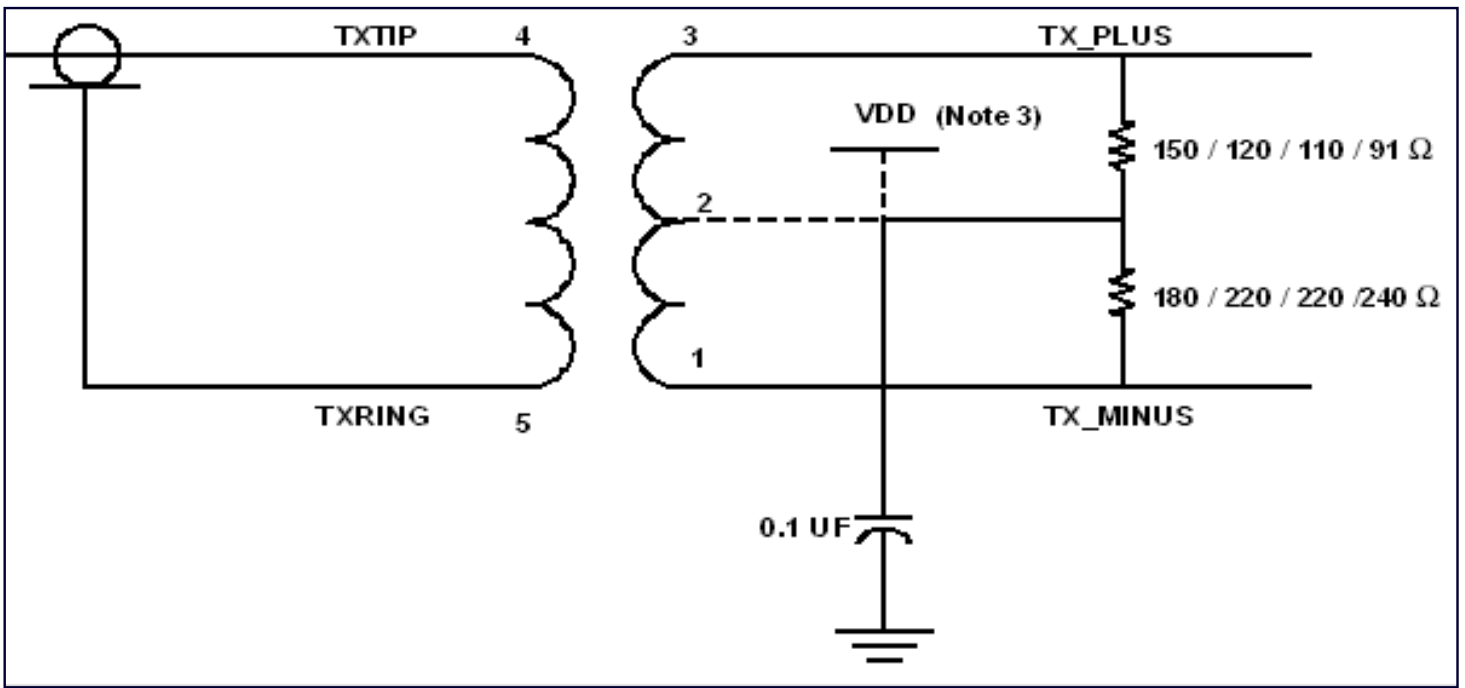 TXTIP
4
3
TX_PLUS
VDD (Note 3)
150 / 120 / 110 / 91 Ω
2
180 / 220 / 220 /240 Ω
1
TXRING
5
TX_MINUS
0.1 UF